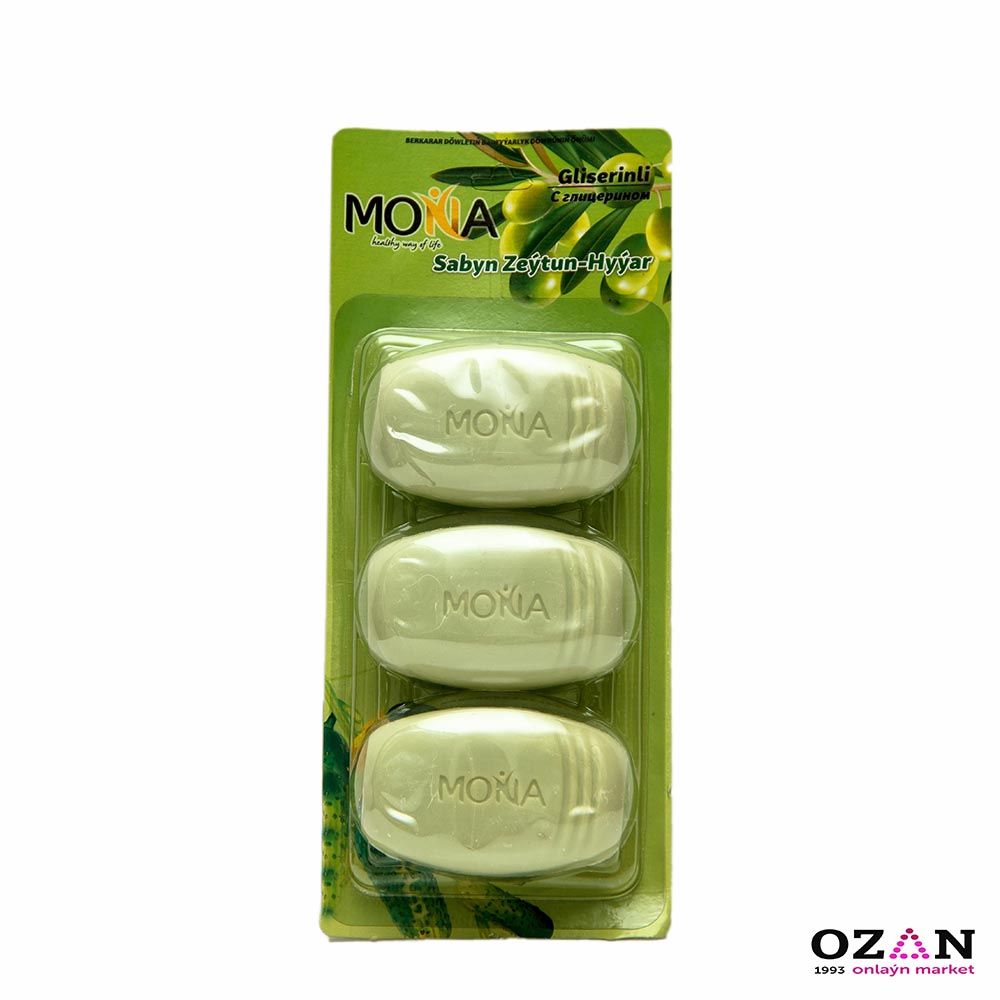 BERKARAR DÖWLETIŇ
Gliserinli
С глицерином
MONA
healthy way of life
Sabyn Zeýtun-Hyýar
MONA
MONA
MONA
OZAN
1993 onlaýn market